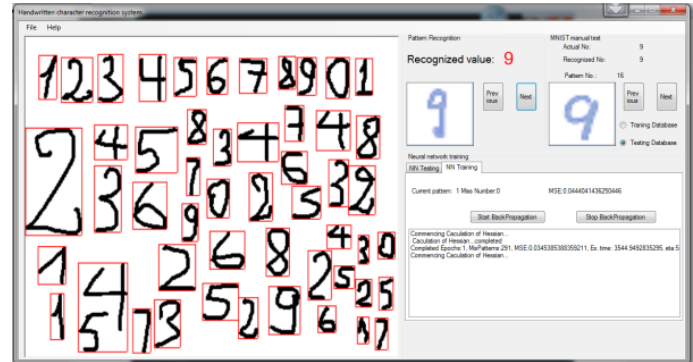 Handwritten character recognition system
File Help
1 2 3 4 5 6 7 8 9 0 1
2 4 5 8 3 4 7 4 8
3 6 7 0 2 6 5 3 2
9
1 4 2 6 8 2 4 3 0
5 2 5
1 5 7 3 5 2 9 6 1 7
Pattern Recognition
Recognized value: 9
Prev ious
Next
MNIST manual test
Actual No: 9
Recognized No: 9
Pattern No.: 16
Prev ious
Next
Traning Database
Testing Database
Neural network training
NN Testing NN Training
Current pattern: 1 Miss Number:0 MSE:0.0444041436250446
Start BackPropagation Stop BackPropagation
Commencing Caculation of Hessian...
Caculation of Hessian...completed
Completed Epochs:1, MisPatterns:291, MSE:0.0345385388359211, Ex. time: 3544.9492835295, eta 5
Commencing Caculation of Hessian...